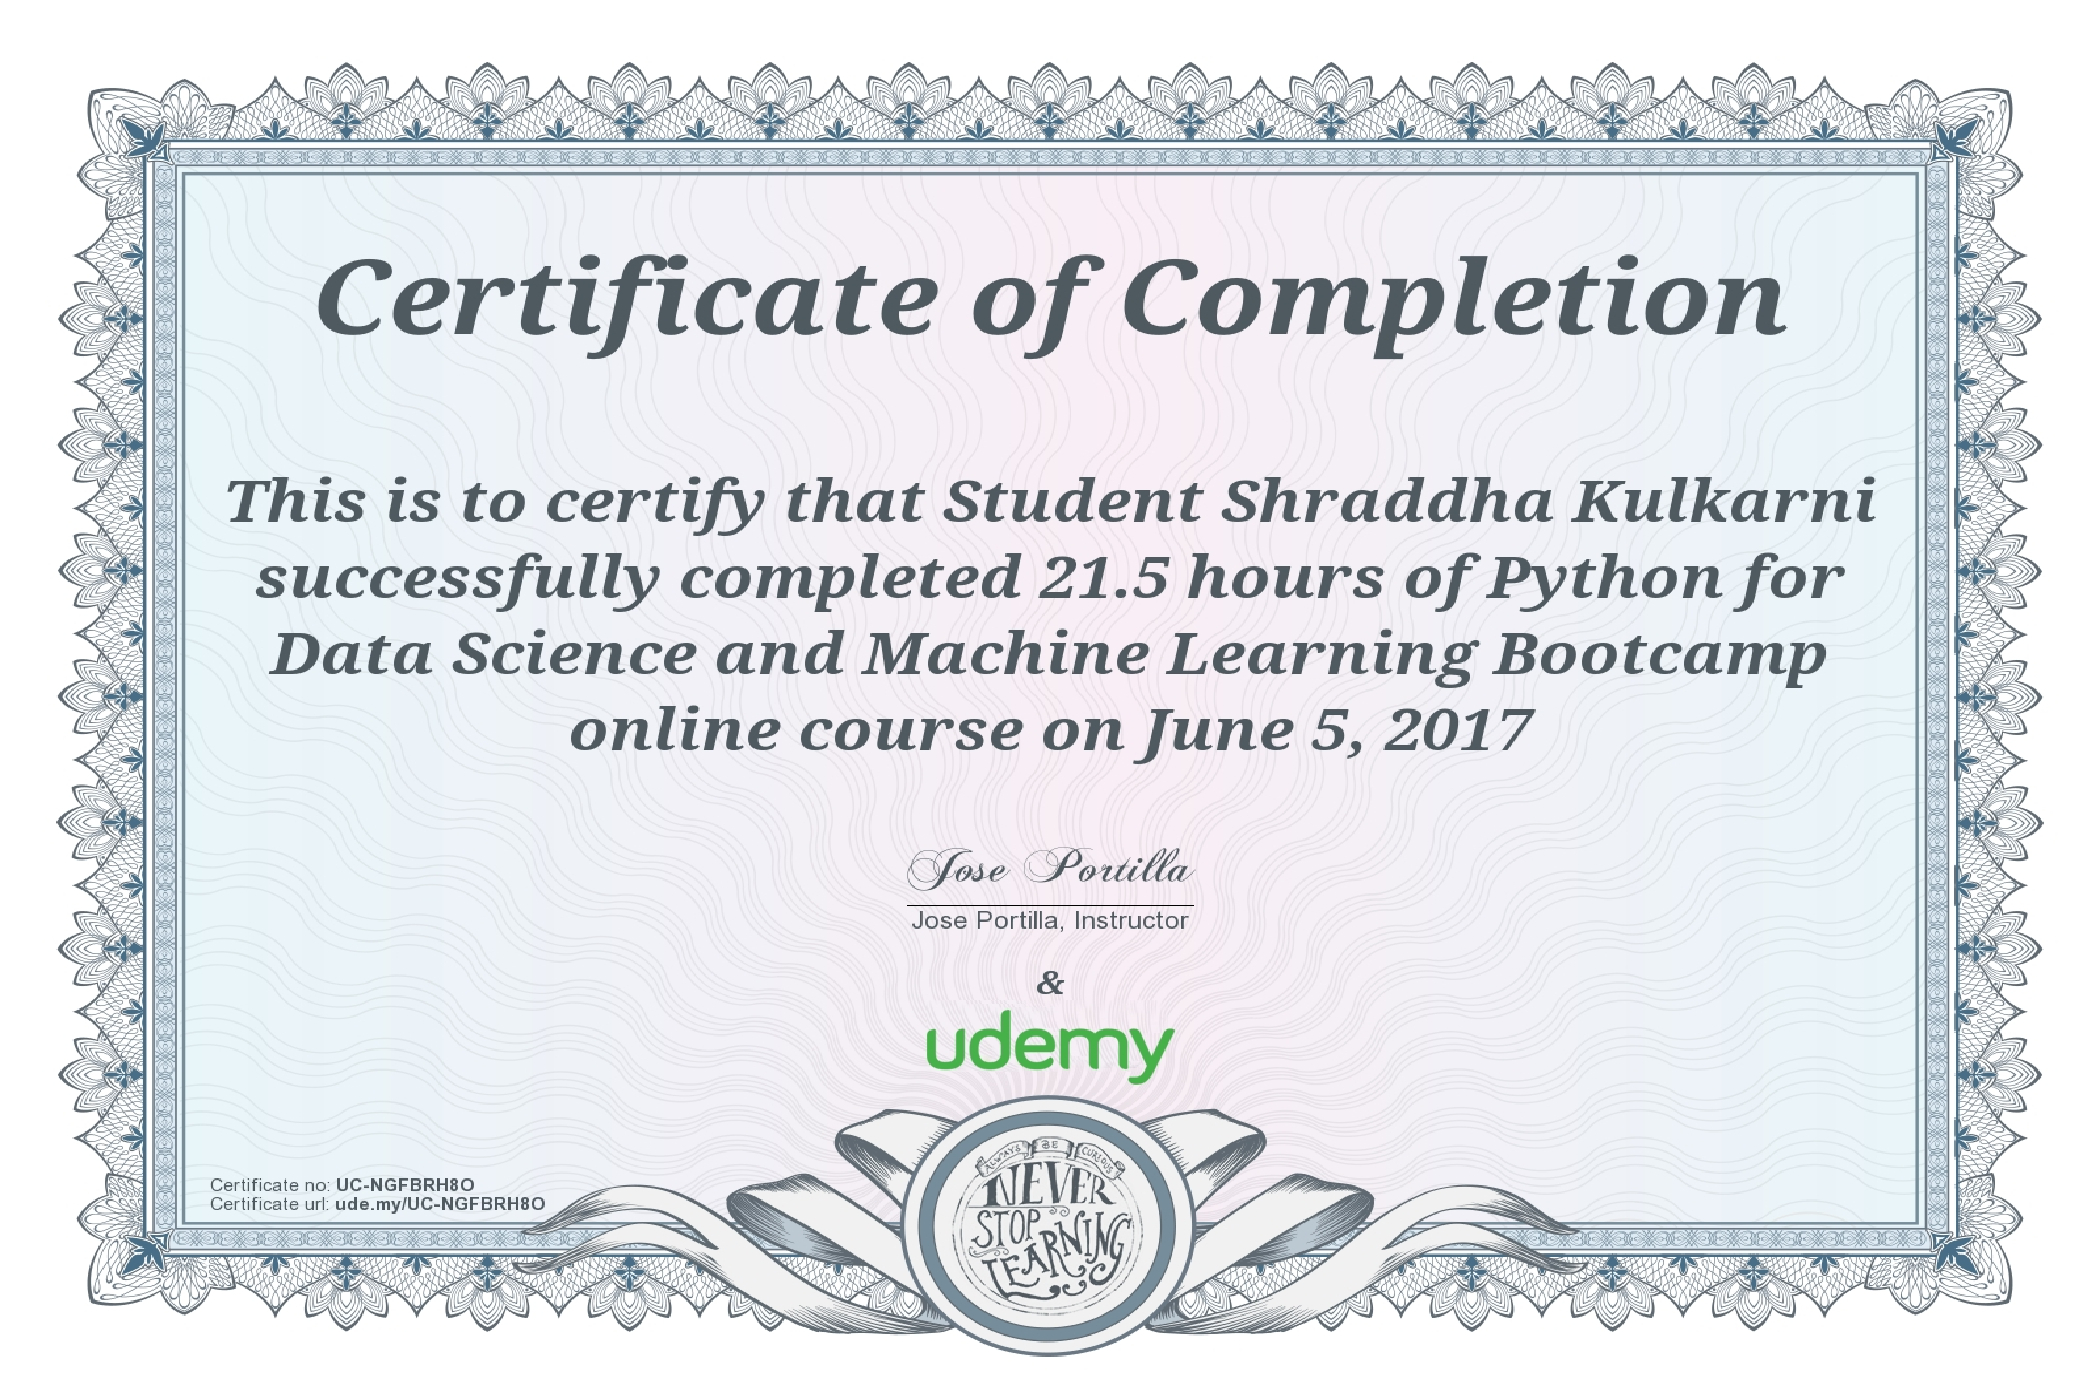 Certificate of Completion
This is to certify that Student Shraddha Kulkarni
successfully completed 21.5 hours of Python for
Data Science and Machine Learning Bootcamp
online course on June 5, 2017
Jose Portilla
Jose Portilla, Instructor
&
udemy
Certificate no: UC-NGFBRH8O
Certificate url: ude.my/UC-NGFBRH8O
ALWAYS BE CURIOUS
NEVER
STOP
LEARNING